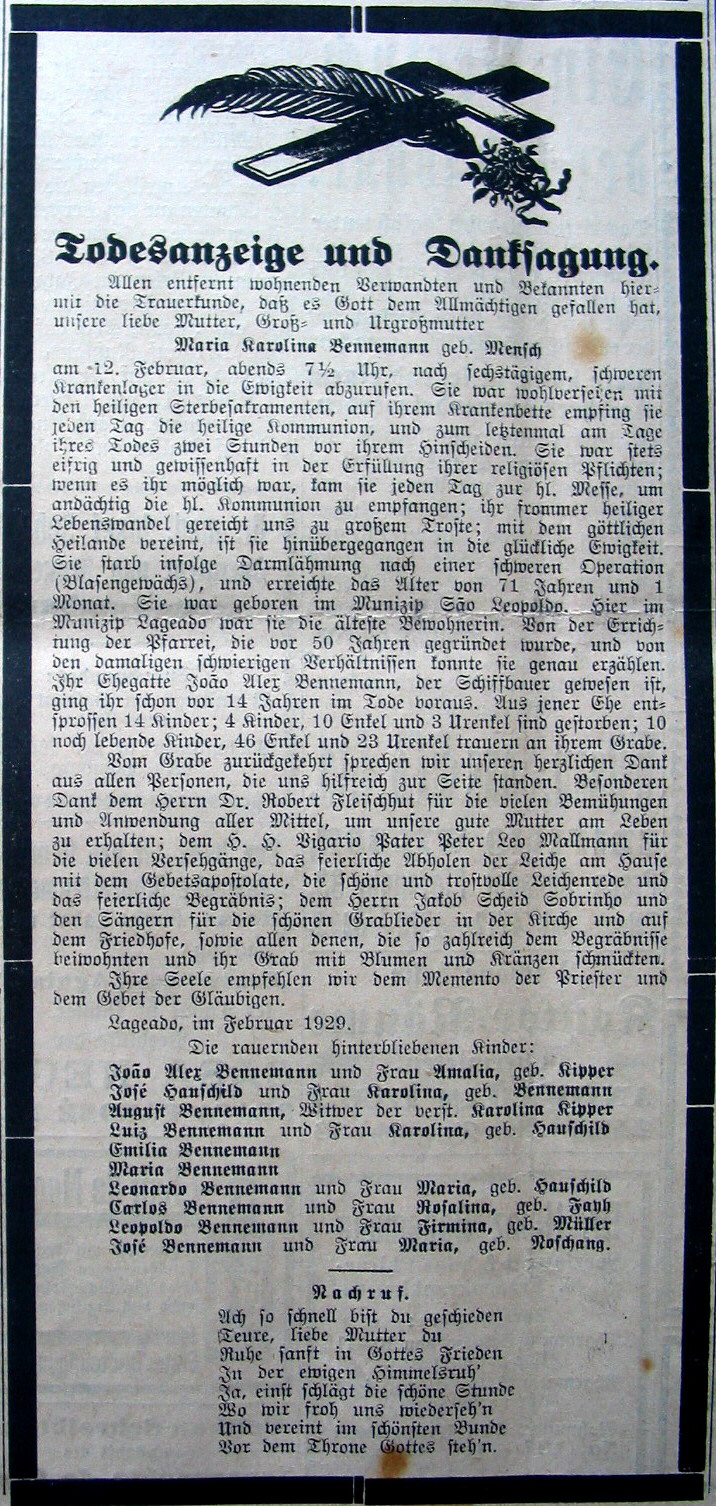 Todesanzeige und Danksagung.
Allen entfernt wohnenden Verwandten und Bekannten hier-
mit die Trauerkunde, daß es Gott dem Allmächtigen gefallen hat,
unsere liebe Mutter, Groß- und Urgroßmutter
Maria Karolina Bennemann geb. Mensch
am 12. Februar, abends 7½ Uhr, nach sechstägigem, schweren
Krankenlager in die Ewigkeit abzurufen. Sie war wohlversehen mit
den heiligen Sterbesakramenten, auf ihrem Krankenbette empfing sie
jeden Tag die heilige Kommunion, und zum letztenmal am Tage
ihres Todes zwei Stunden vor ihrem Hinscheiden. Sie war stets
eifrig und gewissenhaft in der Erfüllung ihrer religiösen Pflichten;
wenn es ihr möglich war, kam sie jeden Tag zur hl. Messe, um
andächtig die hl. Kommunion zu empfangen; ihr frommer heiliger
Lebenswandel gereicht uns zu großem Troste; mit dem göttlichen
Heilande vereint, ist sie hinübergegangen in die glückliche Ewigkeit.
Sie starb infolge Darmlähmung nach einer schweren Operation
(Blasengewächs), und erreichte das Alter von 71 Jahren und 1
Monat. Sie war geboren im Munizip São Leopoldo. Hier im
Munizip Lageado war sie die älteste Bewohnerin. Von der Errich-
tung der Pfarrei, die vor 50 Jahren gegründet wurde, und von
den damaligen schwierigen Verhältnissen konnte sie genau erzählen.
Ihr Ehegatte João Alex Bennemann, der Schiffbauer gewesen ist,
ging ihr schon vor 14 Jahren im Tode voraus. Aus jener Ehe ent-
sprossen 14 Kinder; 4 Kinder, 10 Enkel und 3 Urenkel sind gestorben; 10
noch lebende Kinder, 46 Enkel und 23 Urenkel trauern an ihrem Grabe.
Vom Grabe zurückgekehrt sprechen wir unseren herzlichen Dank
aus allen Personen, die uns hilfreich zur Seite standen. Besonderen
Dank dem Herrn Dr. Robert Fleischhut für die vielen Bemühungen
und Anwendung aller Mittel, um unsere gute Mutter am Leben
zu erhalten; dem H. H. Vigario Pater Peter Leo Mallmann für
die vielen Versehgänge, das feierliche Abholen der Leiche am Hause
mit dem Gebetsapostolate, die schöne und trostvolle Leichenrede und
das feierliche Begräbnis; dem Herrn Jakob Scheid Sobrinho und
den Sängern für die schönen Grablieder in der Kirche und auf
dem Friedhofe, sowie allen denen, die so zahlreich dem Begräbnisse
beiwohnten und ihr Grab mit Blumen und Kränzen schmückten.
Ihre Seele empfehlen wir dem Memento der Priester und
dem Gebet der Gläubigen.
Lageado, im Februar 1929.
Die rauernden hinterbliebenen Kinder:
João Alex Bennemann und Frau Amalia, geb. Kipper
José Hauschild und Frau Karolina, geb. Bennemann
August Bennemann, Witwer der verst. Karolina Kipper
Luiz Bennemann und Frau Karolina, geb. Hauschild
Emilia Bennemann
Maria Bennemann
Leonardo Bennemann und Frau Maria, geb. Hauschild
Carlos Bennemann und Frau Rosalina, geb. Fayh
Leopoldo Bennemann und Frau Firmina, geb. Müller
José Bennemann und Frau Maria, geb. Noschang.
Nachruf.
Ach so schnell bist du geschieden
Teure, liebe Mutter du
Ruhe sanft in Gottes Frieden
In der ewigen Himmelsruh'
Ja, einst schlägt die schöne Stunde
Wo wir froh uns wiederseh'n
Und vereint im schönsten Bunde
Vor dem Throne Gottes steh'n.